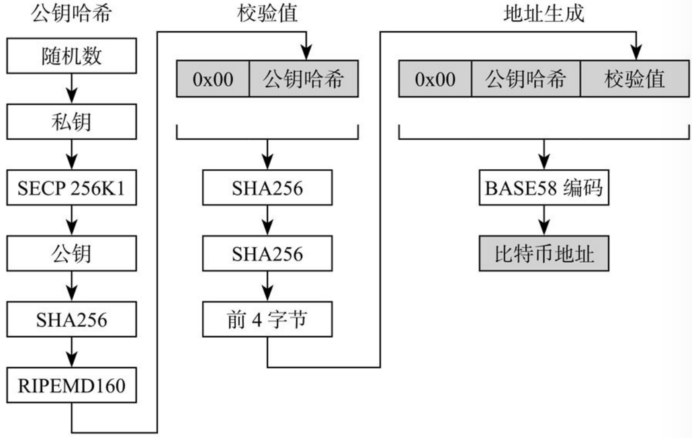 公钥哈希
随机数
私钥
SECP 256K1
公钥
SHA256
RIPEMD160
校验值
0x00 公钥哈希
SHA256
SHA256
前 4 字节
地址生成
0x00 公钥哈希 校验值
BASE58 编码
比特币地址